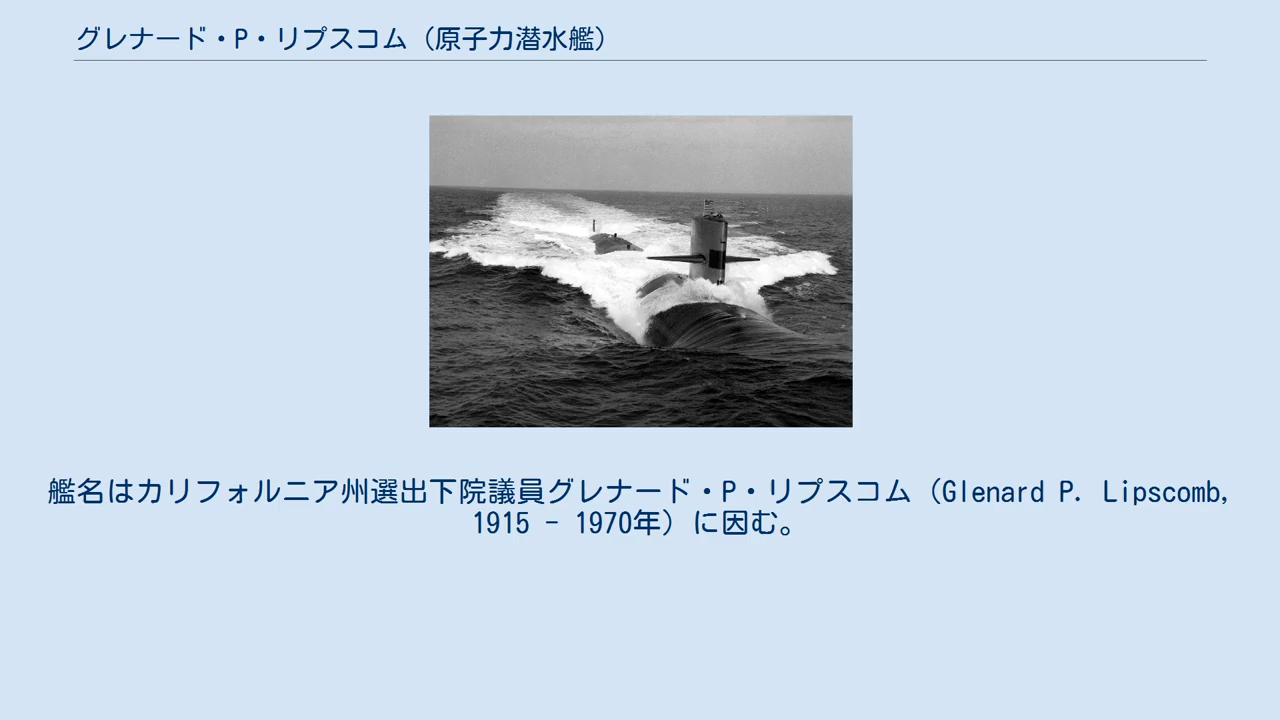 グレナード・P・リプスコム（原子力潜水艦）
艦名はカリフォルニア州選出下院議員グレナード・P・リプスコム（Glenard P. Lipscomb,
1915 - 1970年）に因む。